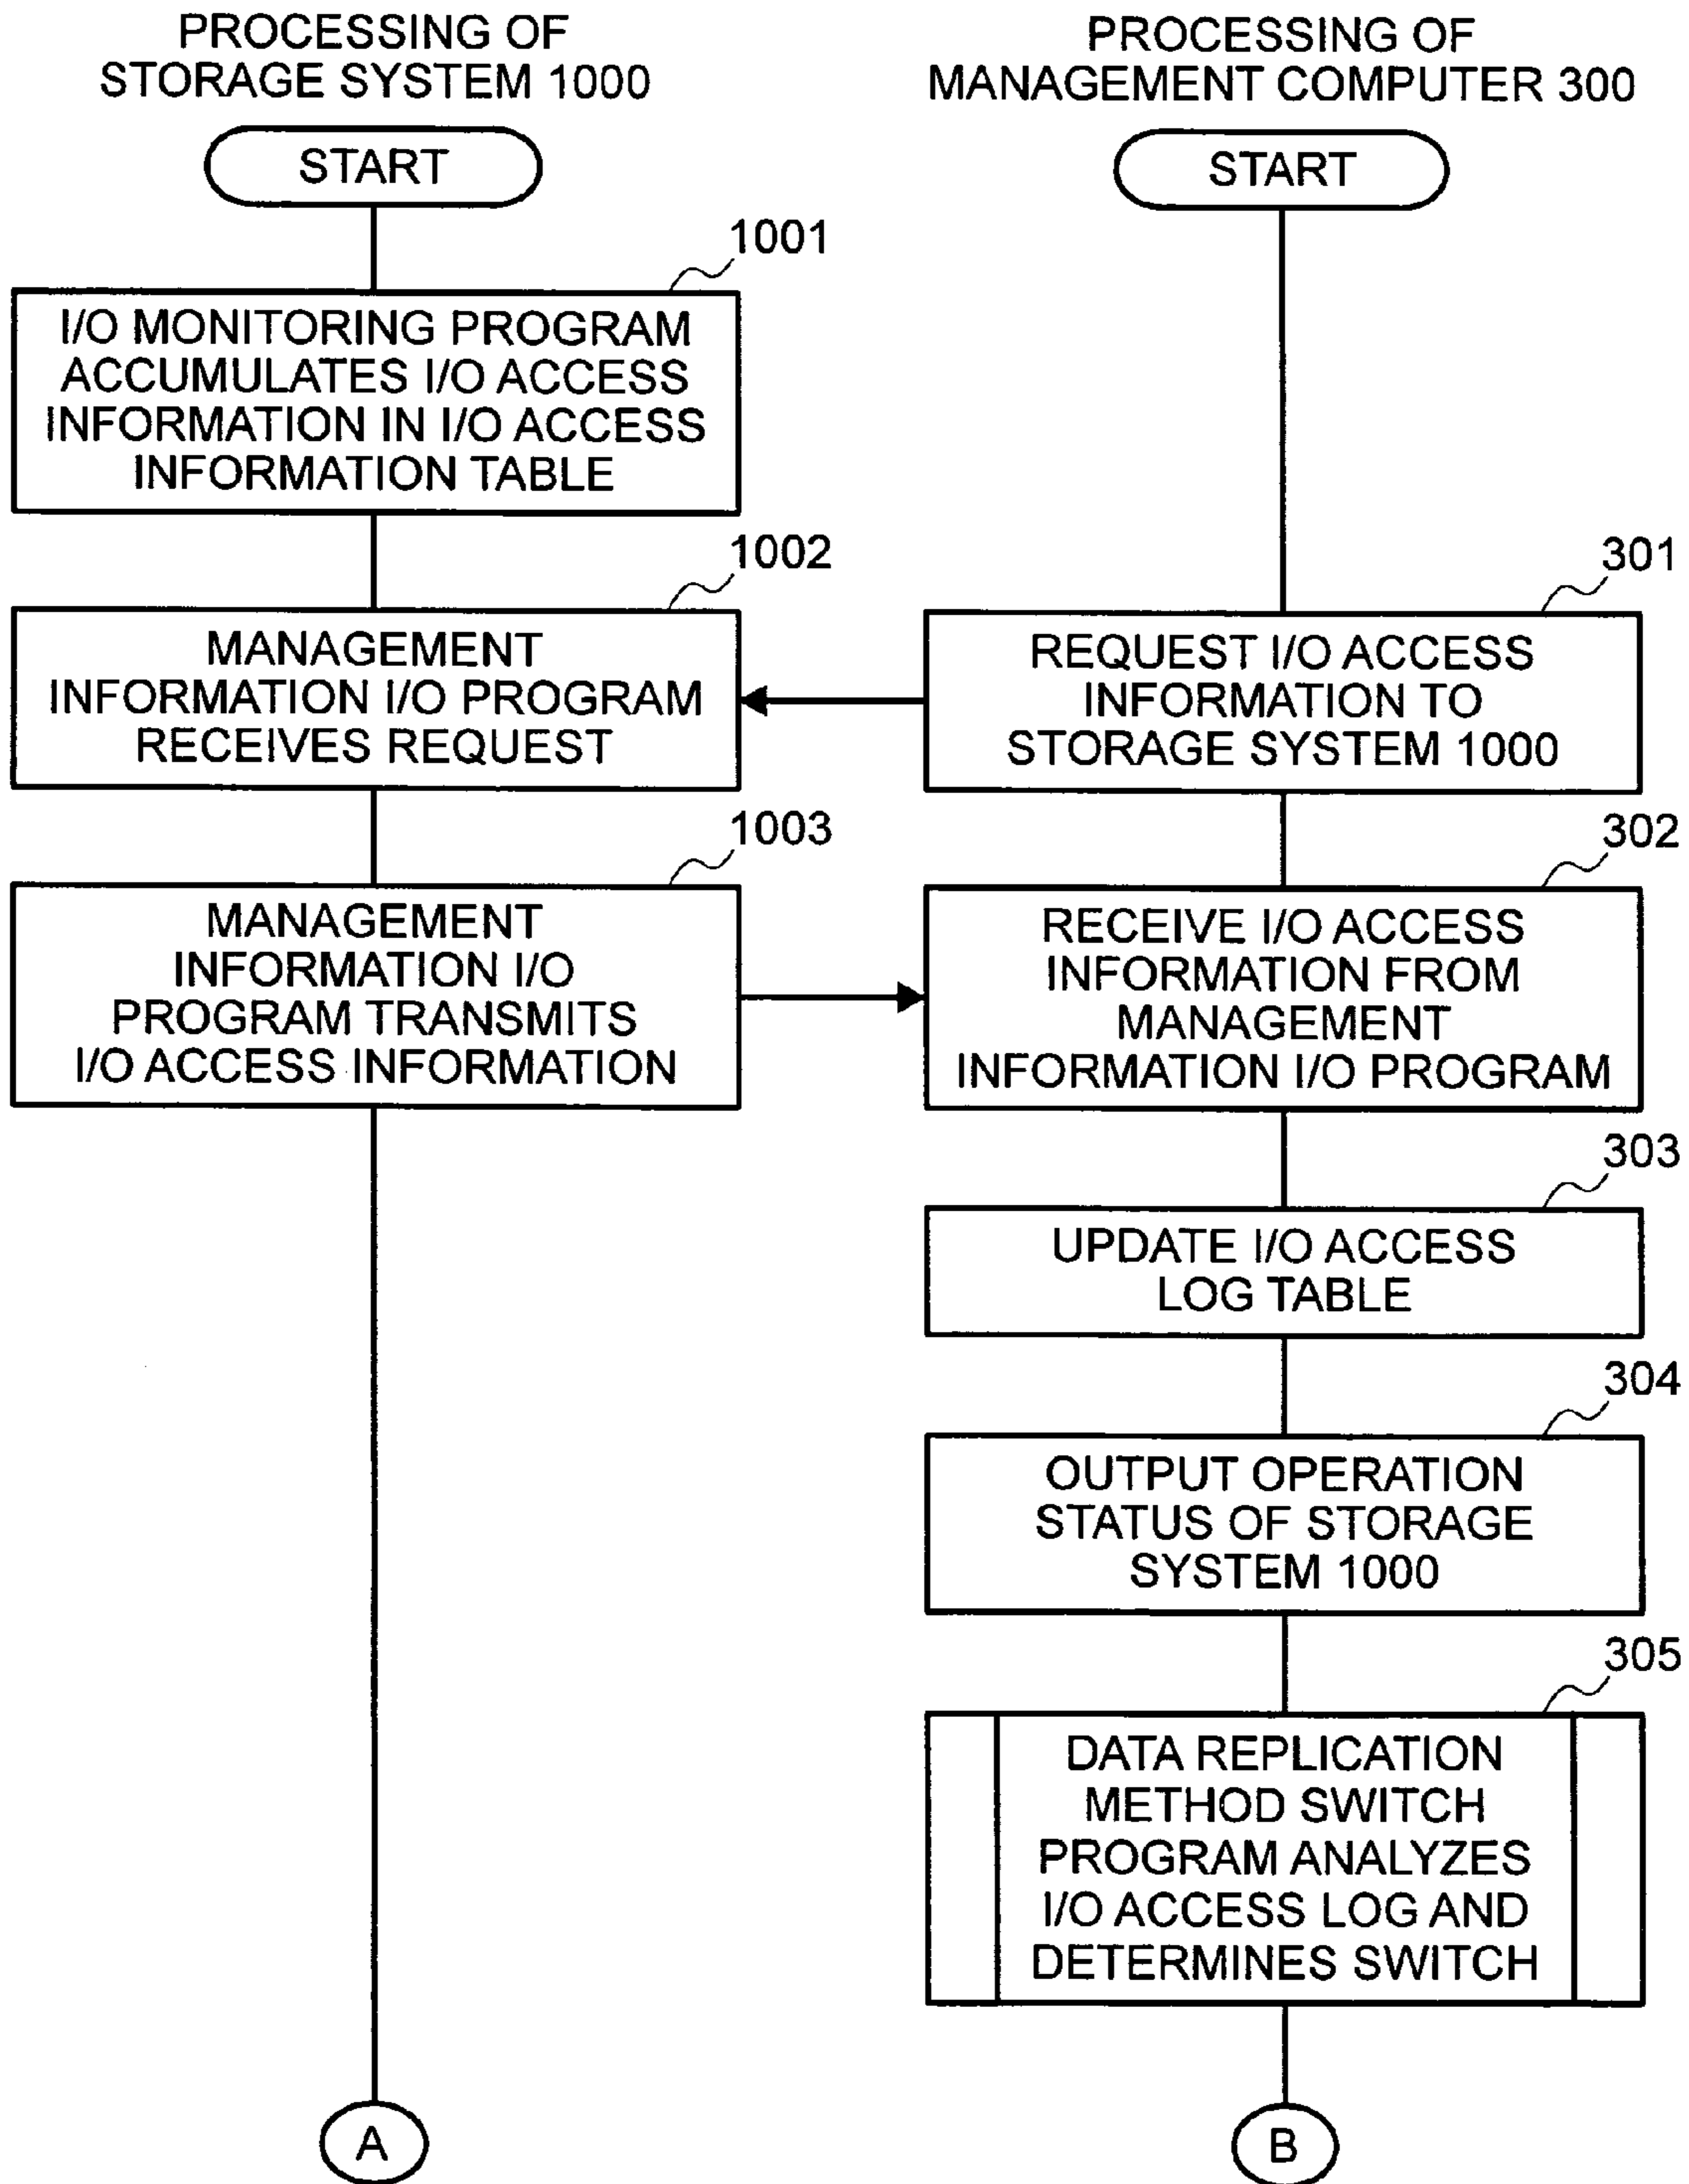 PROCESSING OF
STORAGE SYSTEM 1000
START
1001
I/O MONITORING PROGRAM
ACCUMULATES I/O ACCESS
INFORMATION IN I/O ACCESS
INFORMATION TABLE
1002
MANAGEMENT
INFORMATION I/O PROGRAM
RECEIVES REQUEST
1003
MANAGEMENT
INFORMATION I/O
PROGRAM TRANSMITS
I/O ACCESS INFORMATION
A
PROCESSING OF
MANAGEMENT COMPUTER 300
START
301
REQUEST I/O ACCESS
INFORMATION TO
STORAGE SYSTEM 1000
302
RECEIVE I/O ACCESS
INFORMATION FROM
MANAGEMENT
INFORMATION I/O PROGRAM
303
UPDATE I/O ACCESS
LOG TABLE
304
OUTPUT OPERATION
STATUS OF STORAGE
SYSTEM 1000
305
DATA REPLICATION
METHOD SWITCH
PROGRAM ANALYZES
I/O ACCESS LOG AND
DETERMINES SWITCH
B